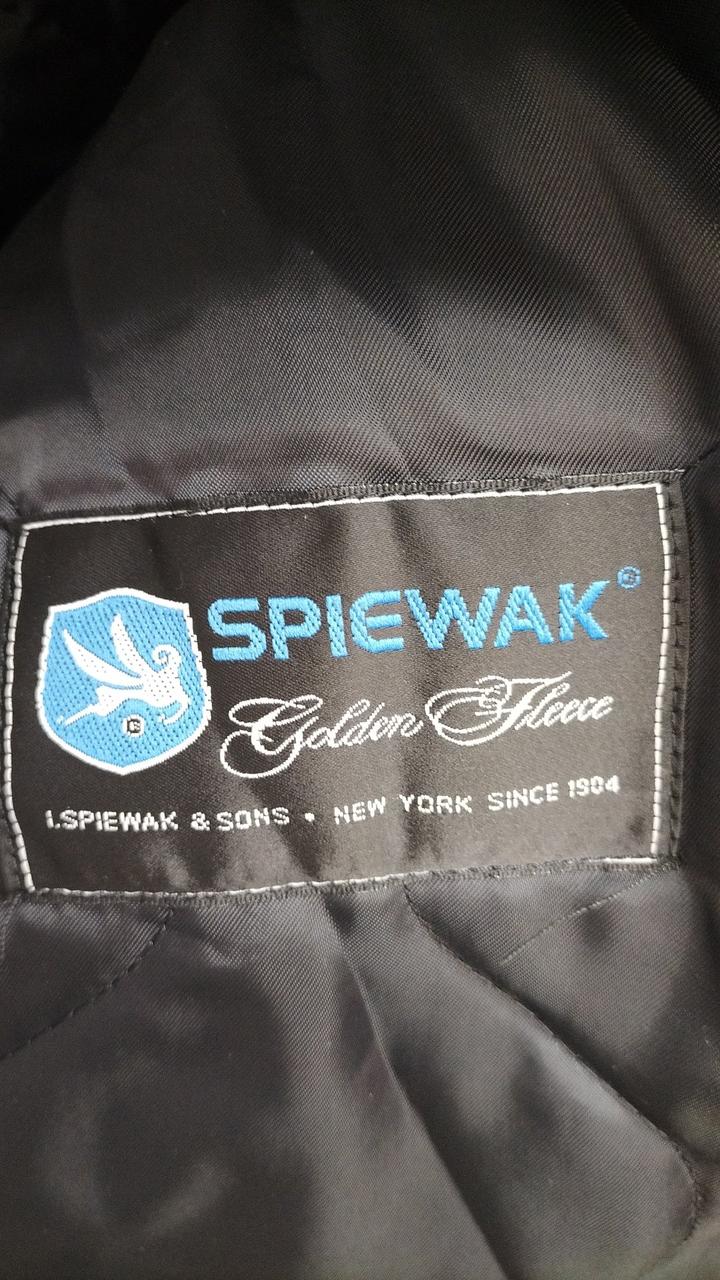 SPIEWAK®
Golden Fleece
I.SPIEWAK & SONS • NEW YORK SINCE 1904